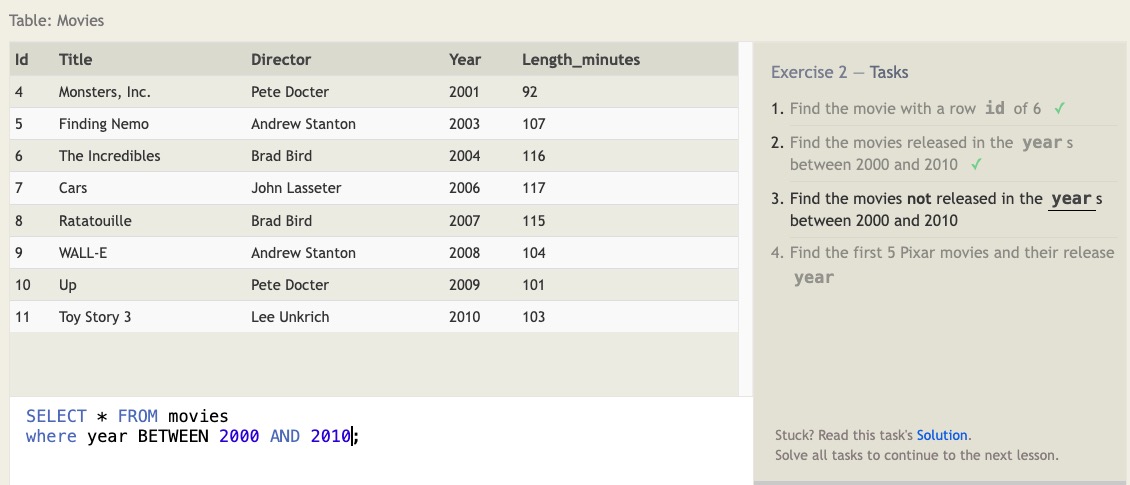 Table: Movies
Id Title Director Year Length_minutes
4 Monsters, Inc. Pete Docter 2001 92
5 Finding Nemo Andrew Stanton 2003 107
6 The Incredibles Brad Bird 2004 116
7 Cars John Lasseter 2006 117
8 Ratatouille Brad Bird 2007 115
9 WALL-E Andrew Stanton 2008 104
10 Up Pete Docter 2009 101
11 Toy Story 3 Lee Unkrich 2010 103
SELECT * FROM movies
where year BETWEEN 2000 AND 2010;
Exercise 2 — Tasks
1. Find the movie with a row id of 6 ✓
2. Find the movies released in the year s
between 2000 and 2010 ✓
3. Find the movies not released in the year s
between 2000 and 2010
4. Find the first 5 Pixar movies and their release
year
Stuck? Read this task's Solution.
Solve all tasks to continue to the next lesson.